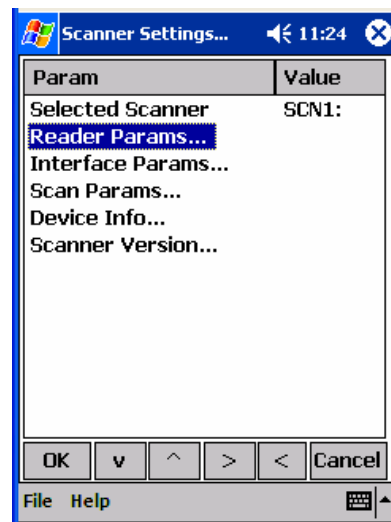 Scanner Settings... 11:24
Param Value
Selected Scanner SCN1:
Reader Params...
Interface Params...
Scan Params...
Device Info...
Scanner Version...
OK v ^ > < Cancel
File Help